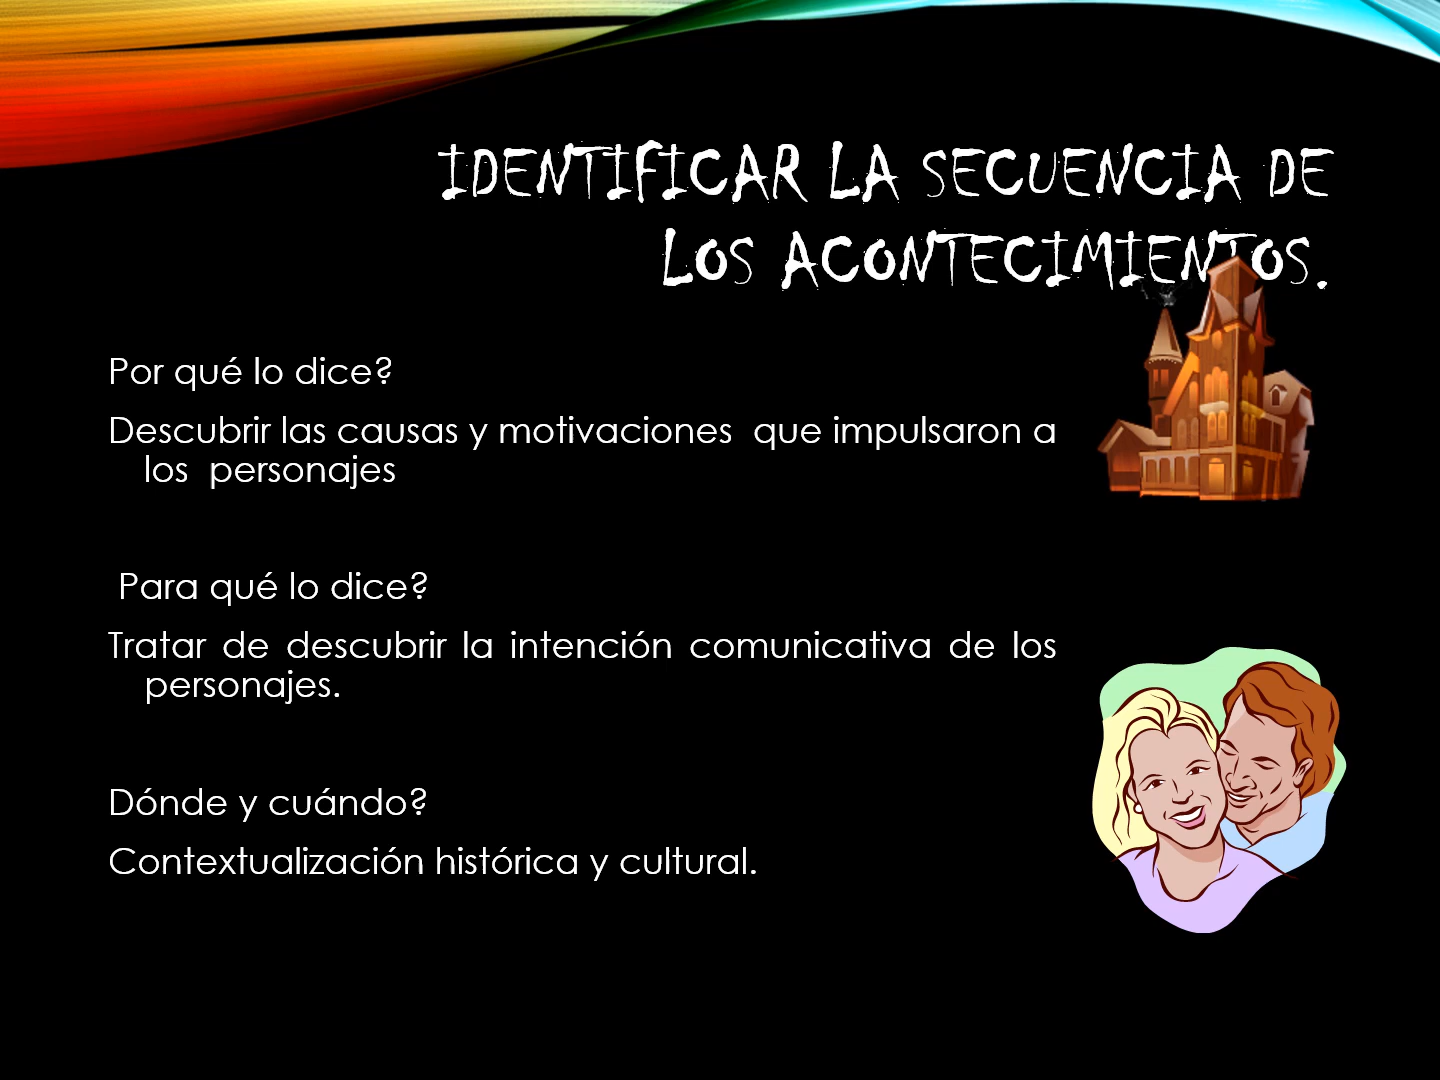 IDENTIFICAR LA SECUENCIA DE
LOS ACONTECIMIENTOS.
Por qué lo dice?
Descubrir las causas y motivaciones  que impulsaron a
los  personajes
Para qué lo dice?
Tratar de descubrir la intención comunicativa de los
personajes.
Dónde y cuándo?
Contextualización histórica y cultural.